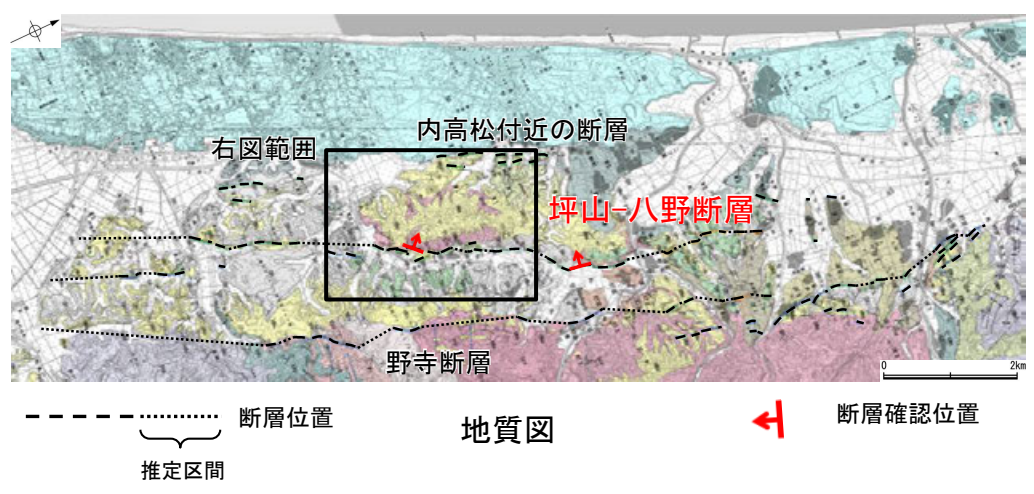 内高松付近の断層
右図範囲
坪山-八野断層
野寺断層
0 2km
断層位置
推定区間
地質図
断層確認位置